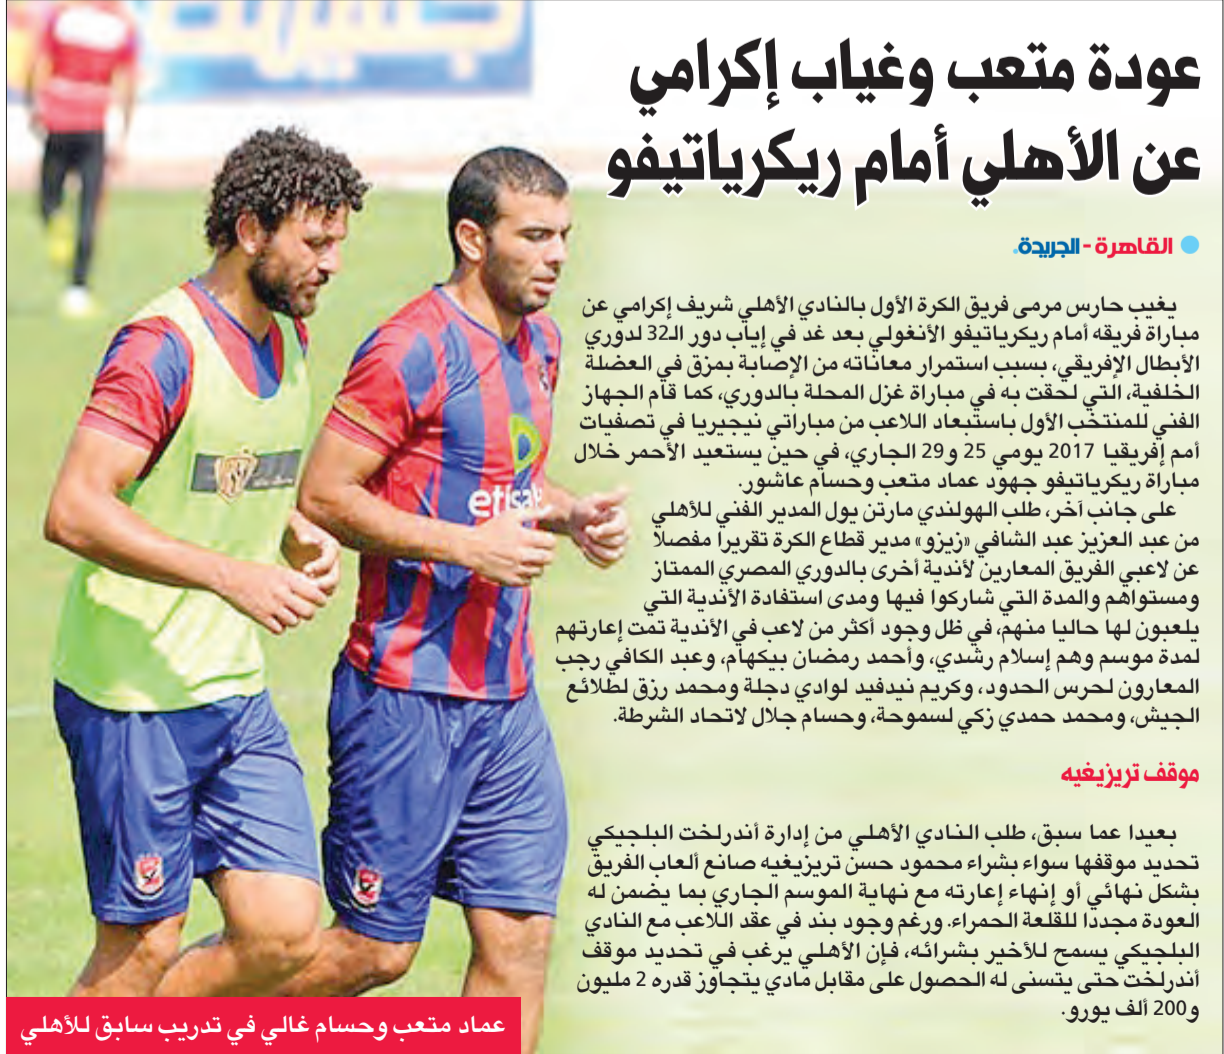 عودة متعب وغياب إكرامي
عن الأهلي أمام ريكرياتيفو
القاهرة - الجريدة.
يغيب حارس مرمى فريق الكرة الأول بالنادي الأهلي شريف إكرامي عن
مباراة فريقه أمام ريكرياتيفو الأنغولي بعد غد في إياب دور الـ32 لدوري
الأبطال الإفريقي، بسبب استمرار معاناته من الإصابة بمزق في العضلة
الخلفية، التي لحقت به في مباراة غزل المحلة بالدوري، كما قام الجهاز
الفني للمنتخب الأول باستبعاد اللاعب من مباراتي نيجيريا في تصفيات
أمم إفريقيا 2017 يومي 25 و29 الجاري، في حين يستعيد الأحمر خلال
مباراة ريكرياتيفو جهود عماد متعب وحسام عاشور.
على جانب آخر، طلب الهولندي مارتن يول المدير الفني للأهلي
من عبد العزيز عبد الشافي «زيزو» مدير قطاع الكرة تقريرا مفصلا
عن لاعبي الفريق المعارين لأندية أخرى بالدوري المصري الممتاز
ومستواهم والمدة التي شاركوا فيها ومدى استفادة الأندية التي
يلعبون لها حاليا منهم، في ظل وجود أكثر من لاعب في الأندية تمت إعارتهم
لمدة موسم وهم إسلام رشدي، وأحمد رمضان بيكهام، وعبد الكافي رجب
المعارون لحرس الحدود، وكريم نيدفيد لوادي دجلة ومحمد رزق لطلائع
الجيش، ومحمد حمدي زكي لسموحة، وحسام جلال لاتحاد الشرطة.
موقف تريزيغيه
بعيدا عما سبق، طلب النادي الأهلي من إدارة أندرلخت البلجيكي
تحديد موقفها سواء بشراء محمود حسن تريزيغيه صانع ألعاب الفريق
بشكل نهائي أو إنهاء إعارته مع نهاية الموسم الجاري بما يضمن له
العودة مجددا للقلعة الحمراء. ورغم وجود بند في عقد اللاعب مع النادي
البلجيكي يسمح للأخير بشرائه، فإن الأهلي يرغب في تحديد موقف
أندرلخت حتى يتسنى له الحصول على مقابل مادي يتجاوز قدره 2 مليون
و200 ألف يورو.
etisalat
عماد متعب وحسام غالي في تدريب سابق للأهلي